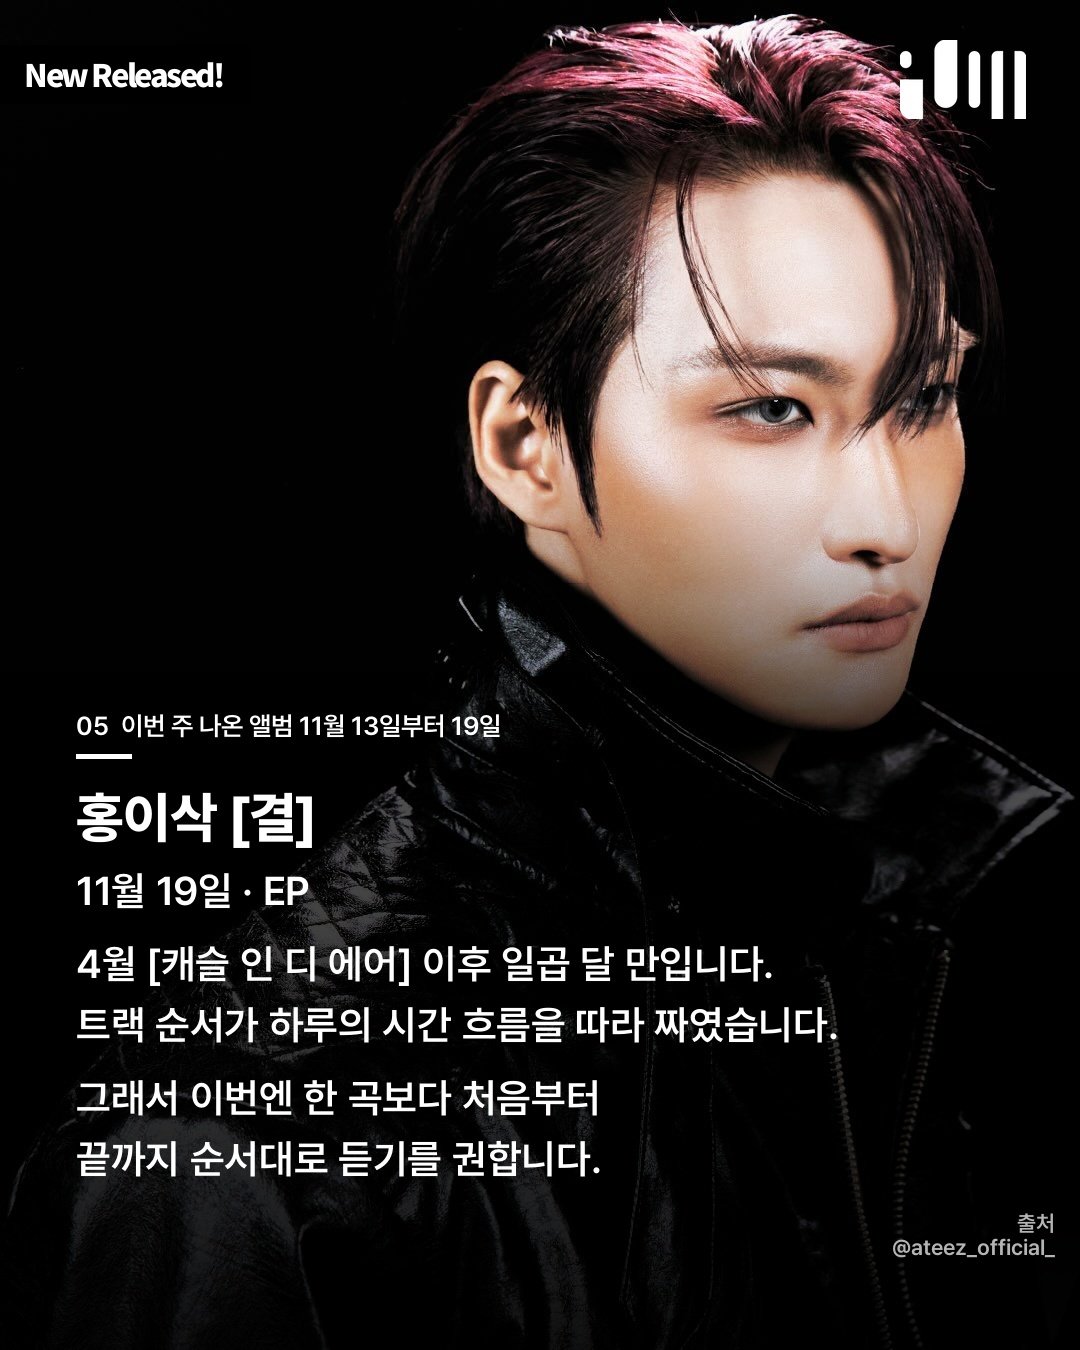 New Released!
05 이번 주 나온 앨범 11월 13일부터 19일
홍이삭 [결]
11월 19일 · EP
4월 [캐슬 인 디 에어] 이후 일곱 달 만입니다.
트랙 순서가 하루의 시간 흐름을 따라 짜였습니다.
그래서 이번엔 한 곡보다 처음부터
끝까지 순서대로 듣기를 권합니다.
출처
@ateez_official_